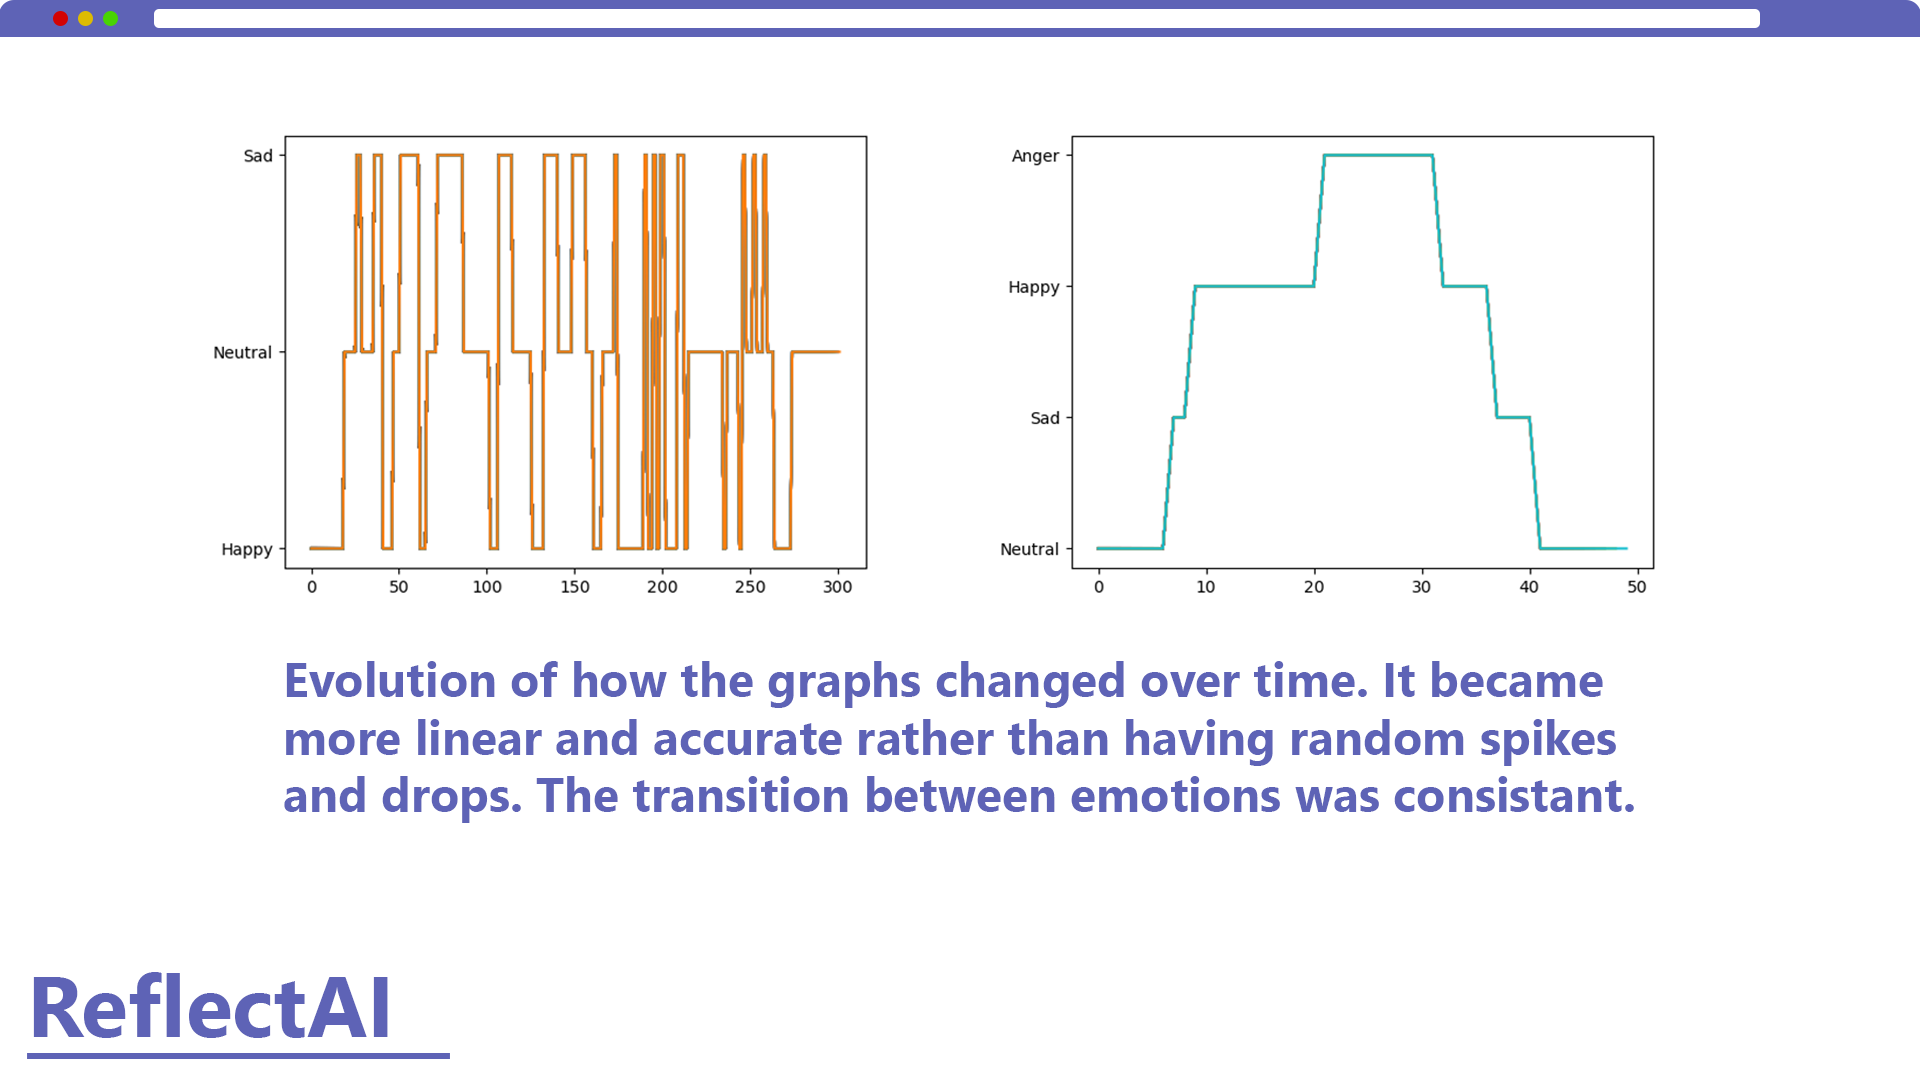 Sad
Neutral
Happy
0 50 100 150 200 250 300
Anger
Happy
Sad
Neutral
0 10 20 30 40 50
Evolution of how the graphs changed over time. It became
more linear and accurate rather than having random spikes
and drops. The transition between emotions was consistant.
ReflectAI